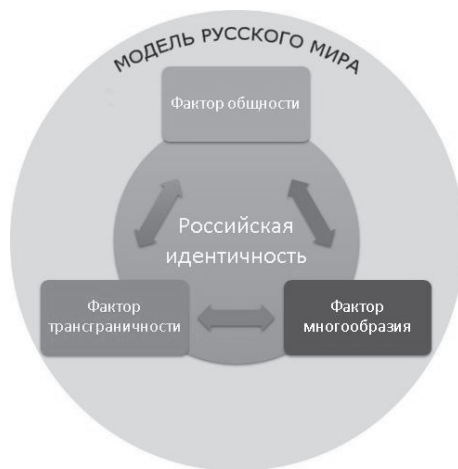 МОДЕЛЬ РУССКОГО МИРА
Фактор общности
Российская
идентичность
Фактор
трансграничности
Фактор
многообразия